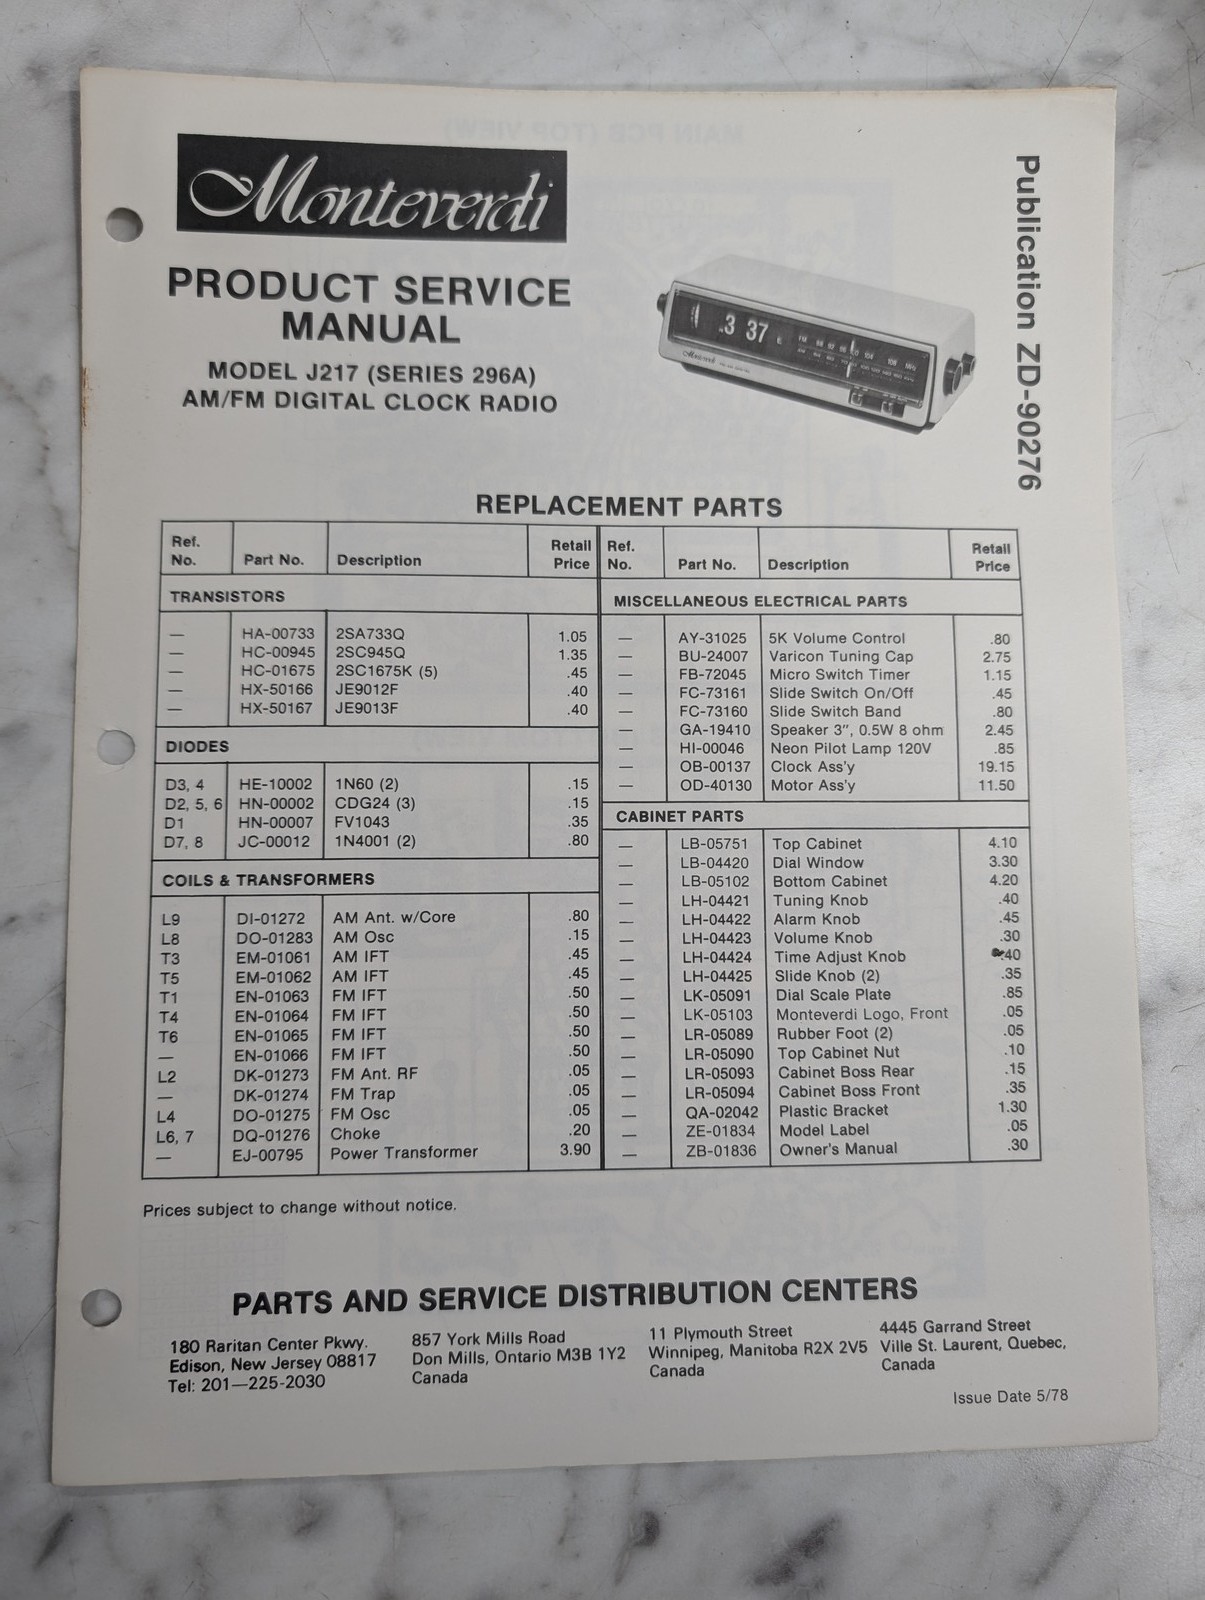 Monteverdi
PRODUCT SERVICE
MANUAL
MODEL J217 (SERIES 296A)
AM/FM DIGITAL CLOCK RADIO
Publication ZD-90276
3 37
Monteverdi
REPLACEMENT PARTS
Ref. No. Part No. Description Retail Price
TRANSISTORS
— HA-00733 2SA733Q 1.05
— HC-00945 2SC945Q 1.35
— HC-01675 2SC1675K (5) .45
— HX-50166 JE9012F .40
— HX-50167 JE9013F .40
DIODES
D3, 4 HE-10002 1N60 (2) .15
D2, 5, 6 HN-00002 CDG24 (3) .15
D1 HN-00007 FV1043 .35
D7, 8 JC-00012 1N4001 (2) .80
COILS & TRANSFORMERS
L9 DI-01272 AM Ant. w/Core .80
L8 DO-01283 AM Osc .15
T3 EM-01061 AM IFT .45
T5 EM-01062 AM IFT .45
T1 EN-01063 FM IFT .50
T4 EN-01064 FM IFT .50
T6 EN-01065 FM IFT .50
— EN-01066 FM IFT .50
L2 DK-01273 FM Ant. RF .05
— DK-01274 FM Trap .05
L4 DO-01275 FM Osc .05
L6, 7 DQ-01276 Choke .20
— EJ-00795 Power Transformer 3.90
Ref. No. Part No. Description Retail Price
MISCELLANEOUS ELECTRICAL PARTS
— AY-31025 5K Volume Control .80
— BU-24007 Varicon Tuning Cap 2.75
— FB-72045 Micro Switch Timer 1.15
— FC-73161 Slide Switch On/Off .45
— FC-73160 Slide Switch Band .80
— GA-19410 Speaker 3", 0.5W 8 ohm 2.45
— HI-00046 Neon Pilot Lamp 120V .85
— OB-00137 Clock Ass'y 19.15
— OD-40130 Motor Ass'y 11.50
CABINET PARTS
— LB-05751 Top Cabinet 4.10
— LB-04420 Dial Window 3.30
— LB-05102 Bottom Cabinet 4.20
— LH-04421 Tuning Knob .40
— LH-04422 Alarm Knob .45
— LH-04423 Volume Knob .30
— LH-04424 Time Adjust Knob .40
— LH-04425 Slide Knob (2) .35
— LK-05091 Dial Scale Plate .85
— LK-05103 Monteverdi Logo, Front .05
— LR-05089 Rubber Foot (2) .05
— LR-05090 Top Cabinet Nut .10
— LR-05093 Cabinet Boss Rear .15
— LR-05094 Cabinet Boss Front .35
— QA-02042 Plastic Bracket 1.30
— ZE-01834 Model Label .05
— ZB-01836 Owner's Manual .30
Prices subject to change without notice.
PARTS AND SERVICE DISTRIBUTION CENTERS
180 Raritan Center Pkwy.
Edison, New Jersey 08817
Tel: 201—225-2030
857 York Mills Road
Don Mills, Ontario M3B 1Y2
Canada
11 Plymouth Street
Winnipeg, Manitoba R2X 2V5
Canada
4445 Garrand Street
Ville St. Laurent, Quebec,
Canada
Issue Date 5/78